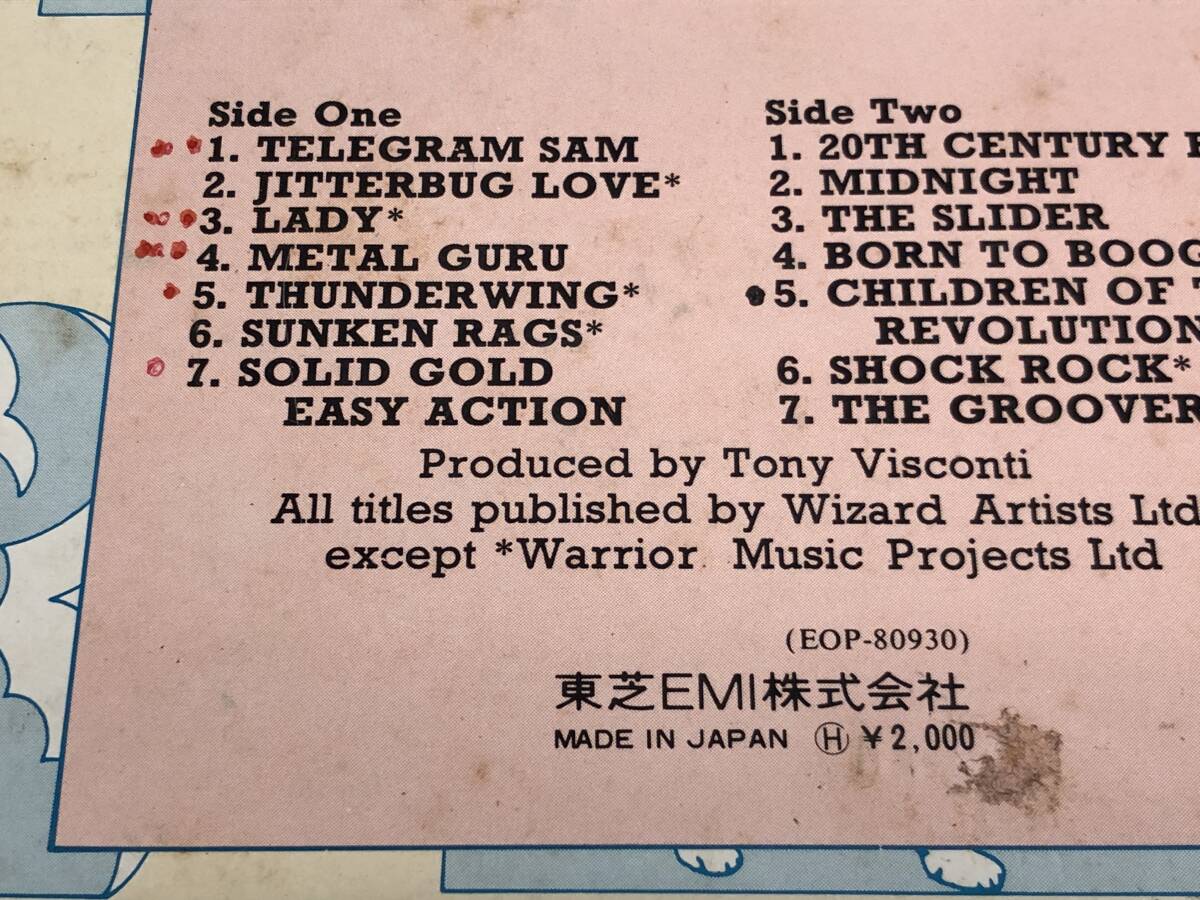 Side One
1. TELEGRAM SAM
2. JITTERBUG LOVE*
3. LADY*
4. METAL GURU
5. THUNDERWING*
6. SUNKEN RAGS*
7. SOLID GOLD
EASY ACTION
Side Two
1. 20TH CENTURY
2. MIDNIGHT
3. THE SLIDER
4. BORN TO BOOG
5. CHILDREN OF
REVOLUTION
6. SHOCK ROCK*
7. THE GROOVER
Produced by Tony Visconti
All titles published by Wizard Artists Ltd
except *Warrior Music Projects Ltd
(EOP-80930)
東芝EMI株式会社
MADE IN JAPAN Ⓗ ¥2,000